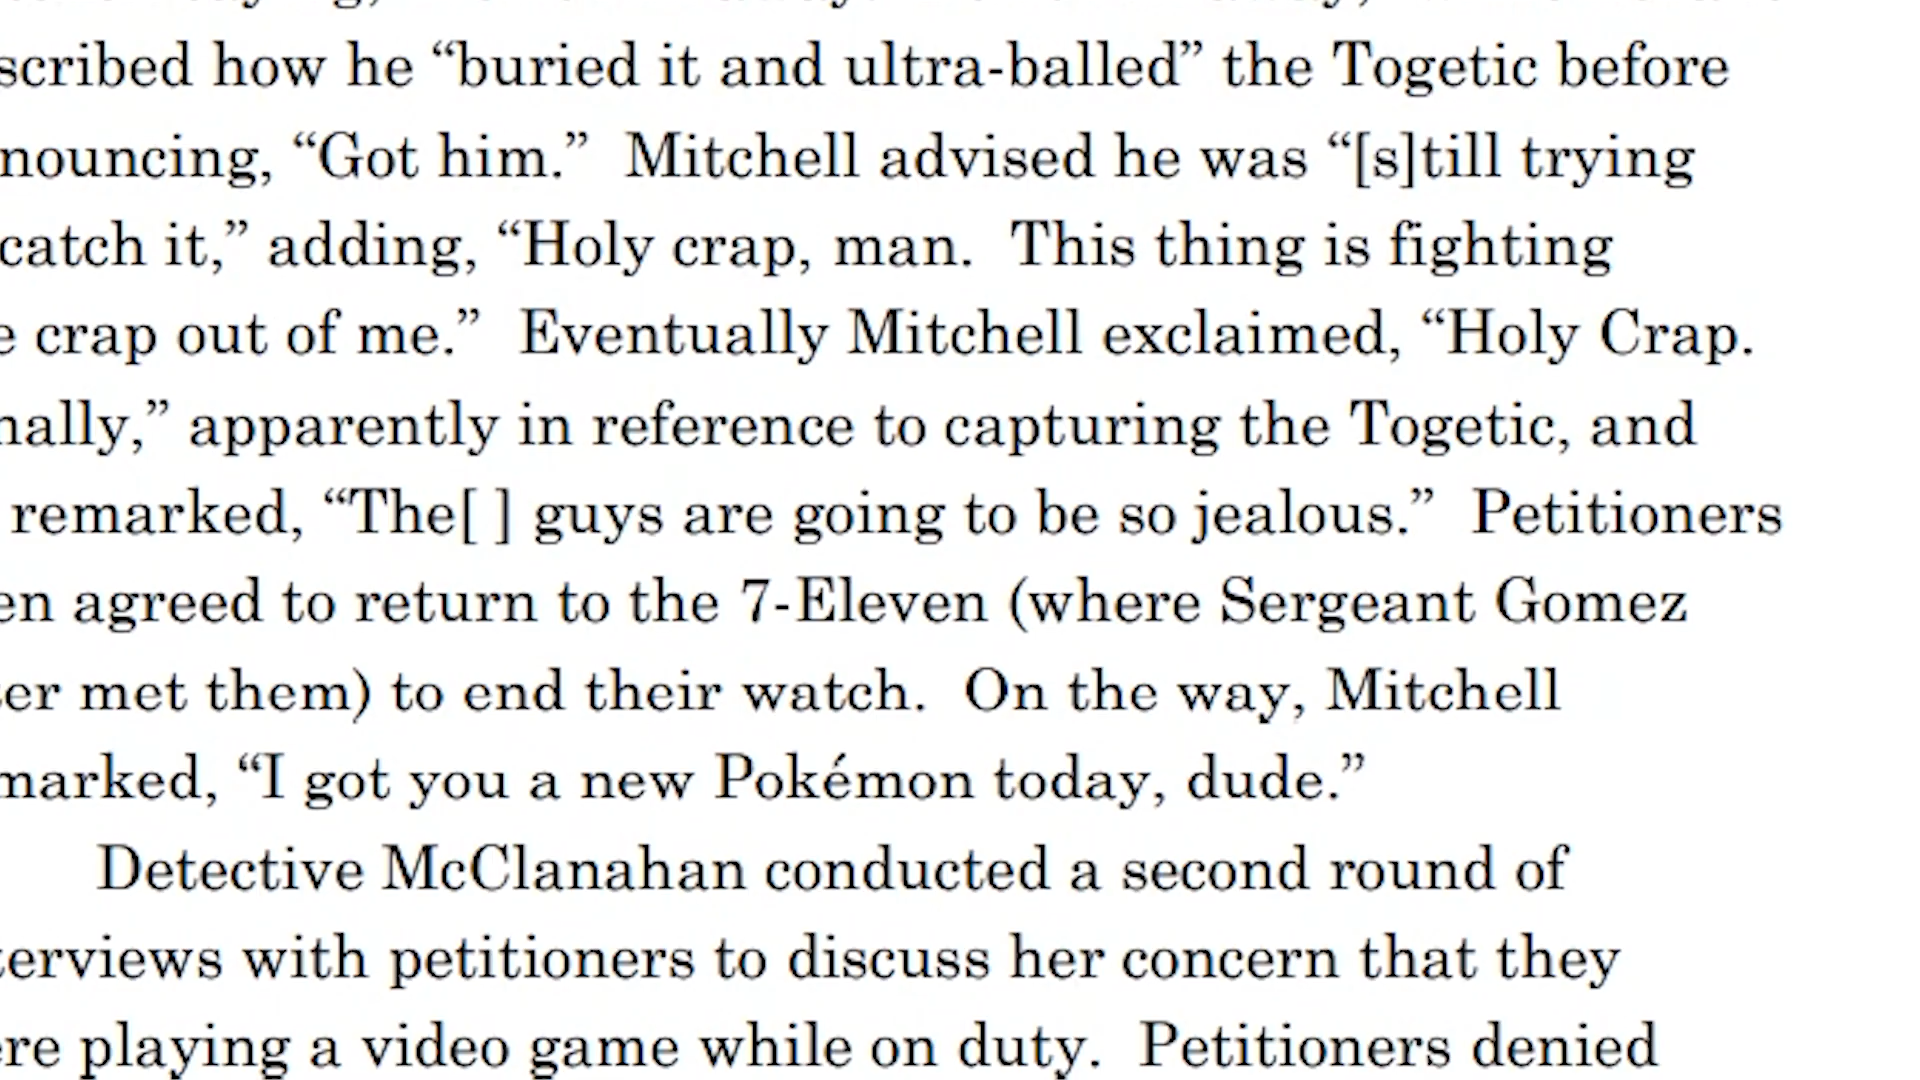 scribed how he “buried it and ultra-balled” the Togetic before
nouncing, “Got him.”  Mitchell advised he was “[s]till trying
catch it,” adding, “Holy crap, man.  This thing is fighting
e crap out of me.”  Eventually Mitchell exclaimed, “Holy Crap.
nally,” apparently in reference to capturing the Togetic, and
remarked, “The[ ] guys are going to be so jealous.”  Petitioners
en agreed to return to the 7-Eleven (where Sergeant Gomez
er met them) to end their watch.  On the way, Mitchell
marked, “I got you a new Pokémon today, dude.”
Detective McClanahan conducted a second round of
terviews with petitioners to discuss her concern that they
re playing a video game while on duty.  Petitioners denied